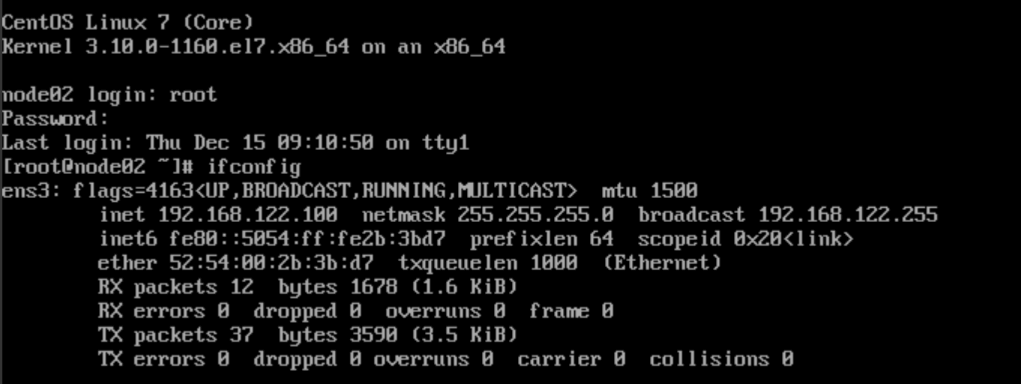 CentOS Linux 7 (Core)
Kernel 3.10.0-1160.el7.x86_64 on an x86_64
node02 login: root
Password:
Last login: Thu Dec 15 09:10:50 on tty1
[root@node02 ~]# ifconfig
ens3: flags=4163<UP,BROADCAST,RUNNING,MULTICAST>  mtu 1500
        inet 192.168.122.100  netmask 255.255.255.0  broadcast 192.168.122.255
        inet6 fe80::5054:ff:fe2b:3bd7  prefixlen 64  scopeid 0x20<link>
        ether 52:54:00:2b:3b:d7  txqueuelen 1000  (Ethernet)
        RX packets 12  bytes 1678 (1.6 KiB)
        RX errors 0  dropped 0  overruns 0  frame 0
        TX packets 37  bytes 3590 (3.5 KiB)
        TX errors 0  dropped 0 overruns 0  carrier 0  collisions 0